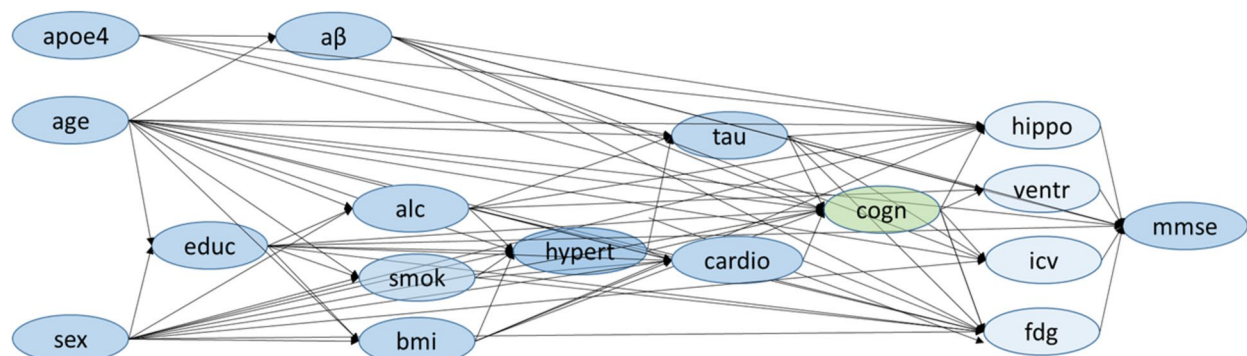 apoe4
aβ
age
tau
hippo
ventr
alc
cogn
mmse
educ
hypert
cardio
icv
smok
sex
bmi
fdg